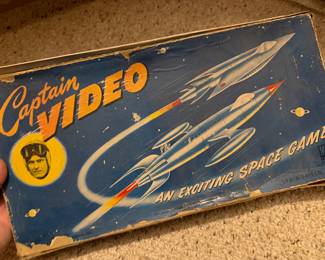 Captain
VIDEO
AN EXCITING SPACE GAME